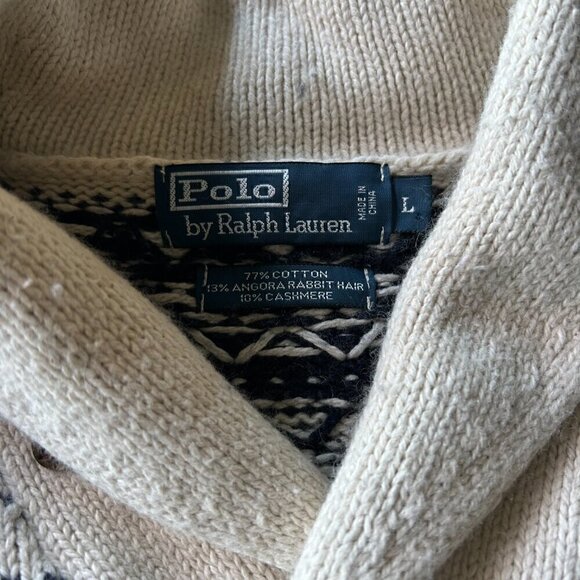 Polo
by Ralph Lauren
MADE IN
CHINA
L
77% COTTON
13% ANGORA RABBIT HAIR
10% CASHMERE